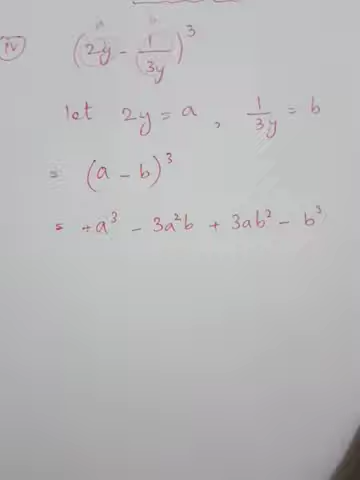 iv
a
(2y - 1/3y)³
let 2y = a , 1/3y = b
= (a - b)³
= +a³ - 3a²b + 3ab² - b³